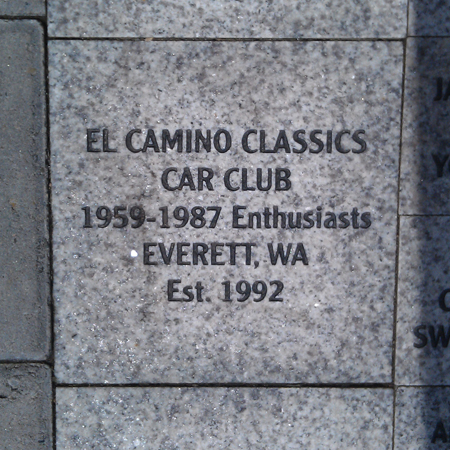 EL CAMINO CLASSICS
CAR CLUB
1959-1987 Enthusiasts
EVERETT, WA
Est. 1992